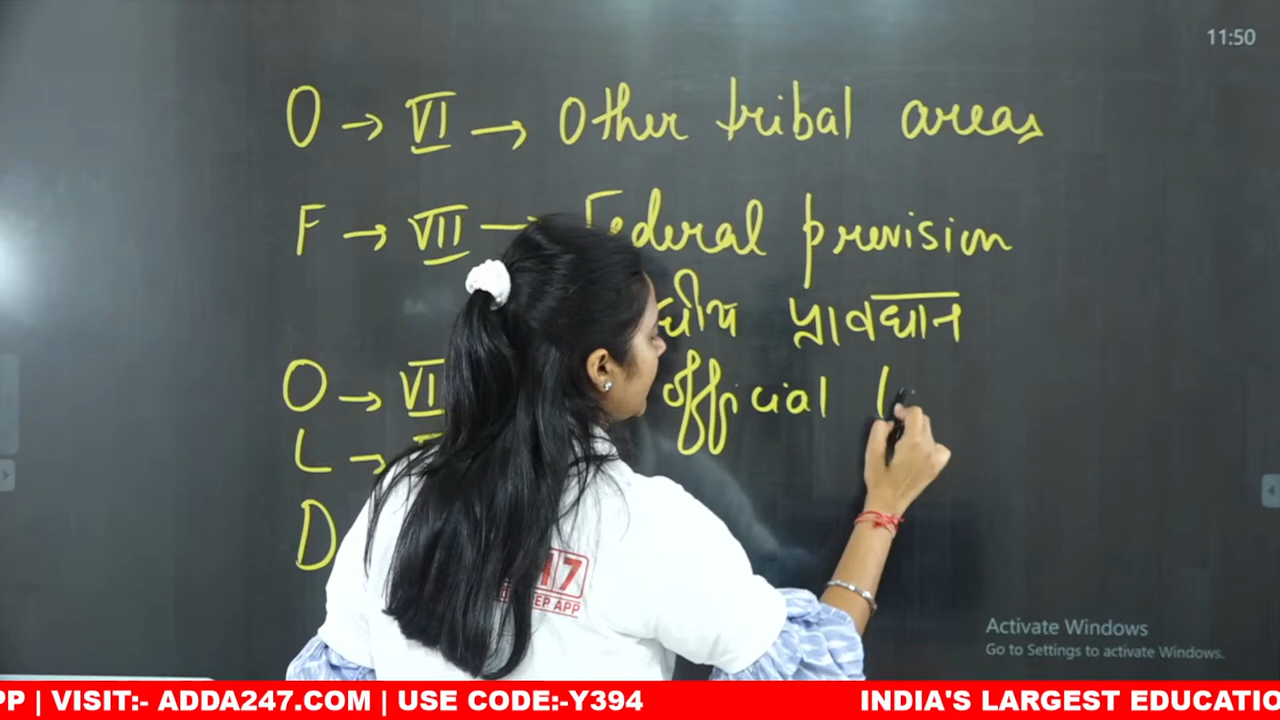 11:50
O → VI → Other tribal areas
F → VII → Federal provision
घीय प्रावधान
O → VI official l
L →
D
Activate Windows
Go to Settings to activate Windows.
PP | VISIT:- ADDA247.COM | USE CODE:-Y394 INDIA'S LARGEST EDUCATIO